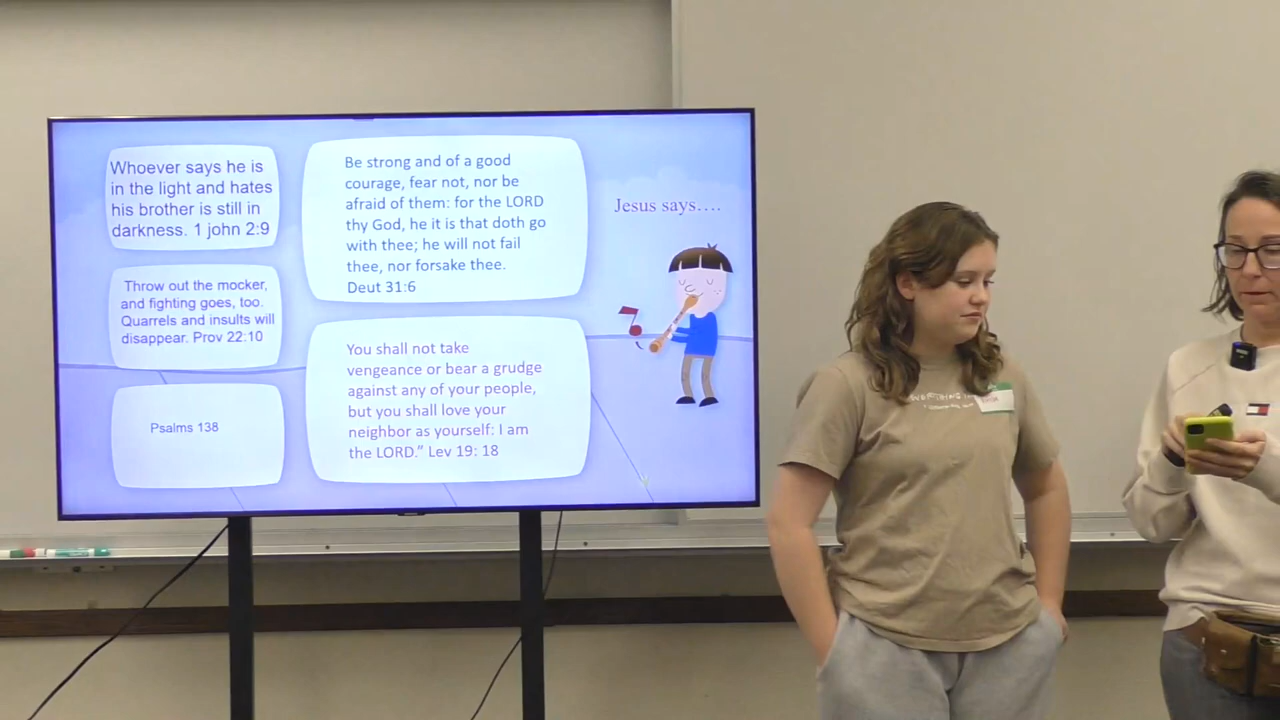 Whoever says he is
in the light and hates
his brother is still in
darkness. 1 john 2:9
Throw out the mocker,
and fighting goes, too.
Quarrels and insults will
disappear. Prov 22:10
Psalms 138
Be strong and of a good
courage, fear not, nor be
afraid of them: for the LORD
thy God, he it is that doth go
with thee; he will not fail
thee, nor forsake thee.
Deut 31:6
You shall not take
vengeance or bear a grudge
against any of your people,
but you shall love your
neighbor as yourself: I am
the LORD.” Lev 19: 18
Jesus says….